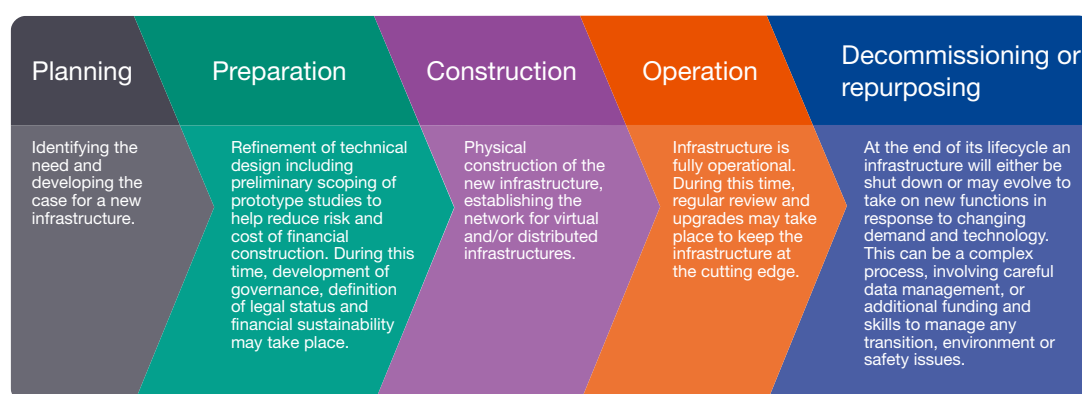 Planning
Identifying the
need and
developing the
case for a new
infrastructure.
Preparation
Refinement of technical
design including
preliminary scoping of
prototype studies to
help reduce risk and
cost of financial
construction. During this
time, development of
governance, definition
of legal status and
financial sustainability
may take place.
Construction
Physical
construction of the
new infrastructure,
establishing the
network for virtual
and/or distributed
infrastructures.
Operation
Infrastructure is
fully operational.
During this time,
regular review and
upgrades may take
place to keep the
infrastructure at
the cutting edge.
Decommissioning or
repurposing
At the end of its lifecycle an
infrastructure will either be
shut down or may evolve to
take on new functions in
response to changing
demand and technology.
This can be a complex
process, involving careful
data management, or
additional funding and
skills to manage any
transition, environment or
safety issues.